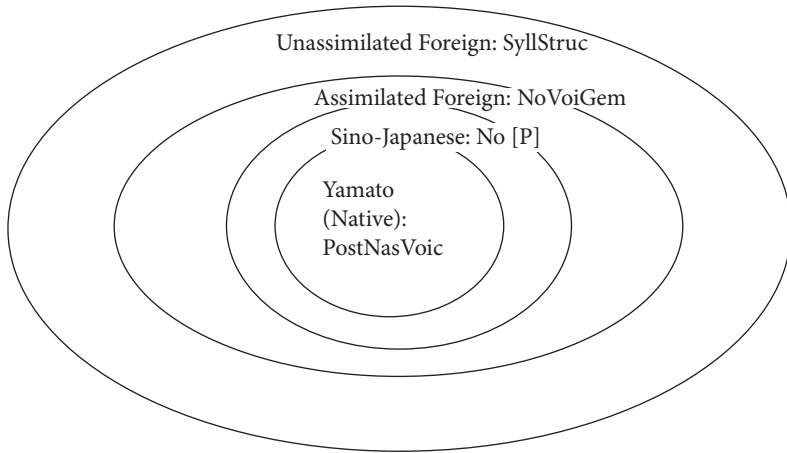 Unassimilated Foreign: SyllStruc
Assimilated Foreign: NoVoiGem
Sino-Japanese: No [P]
Yamato
(Native):
PostNasVoic